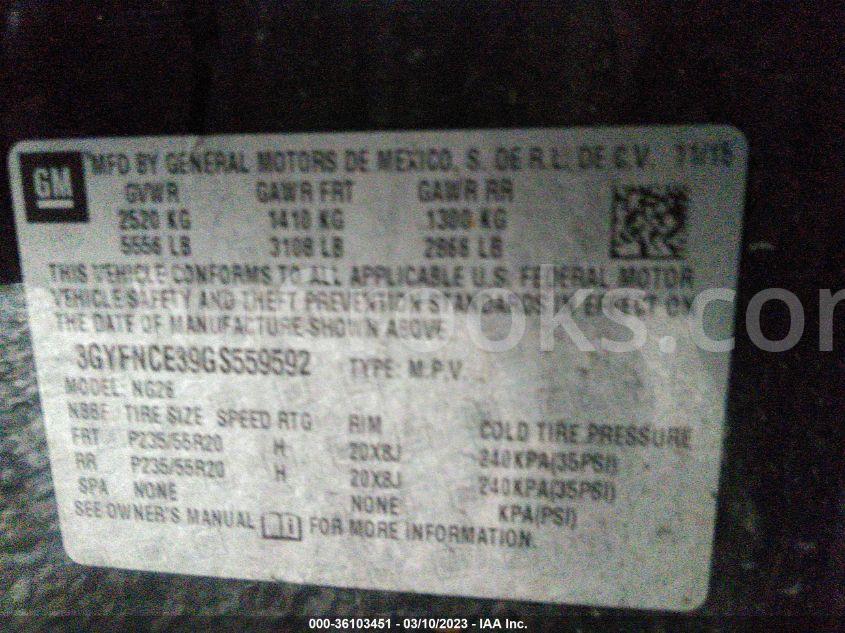 GM
MFD BY GENERAL MOTORS DE MEXICO, S. DE R.L. DE C.V. 11/15
GVWR GAWR FRT GAWR RR
2520 KG 1410 KG 1300 KG
5556 LB 3108 LB 2866 LB
THIS VEHICLE CONFORMS TO ALL APPLICABLE U.S. FEDERAL MOTOR
VEHICLE SAFETY AND THEFT PREVENTION STANDARDS IN EFFECT ON
THE DATE OF MANUFACTURE SHOWN ABOVE
3GYFNCE39GS559592 TYPE: M.P.V.
MODEL: NG26
TIRE SIZE SPEED RTG RIM COLD TIRE PRESSURE
FRT P235/55R20 H 20X8J 240KPA(35PSI)
RR P235/55R20 H 20X8J 240KPA(35PSI)
SPA NONE NONE KPA(PSI)
SEE OWNER'S MANUAL FOR MORE INFORMATION.
000-36103451 - 03/10/2023 - IAA Inc.